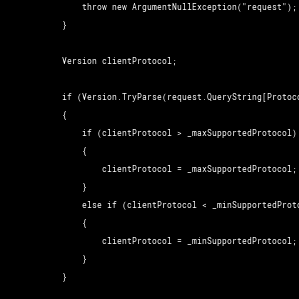 throw new ArgumentNullException("request");
}
Version clientProtocol;
if (Version.TryParse(request.QueryString[Protoc
{
if (clientProtocol > _maxSupportedProtocol)
{
clientProtocol = _maxSupportedProtocol;
}
else if (clientProtocol < _minSupportedProto
{
clientProtocol = _minSupportedProtocol;
}
}